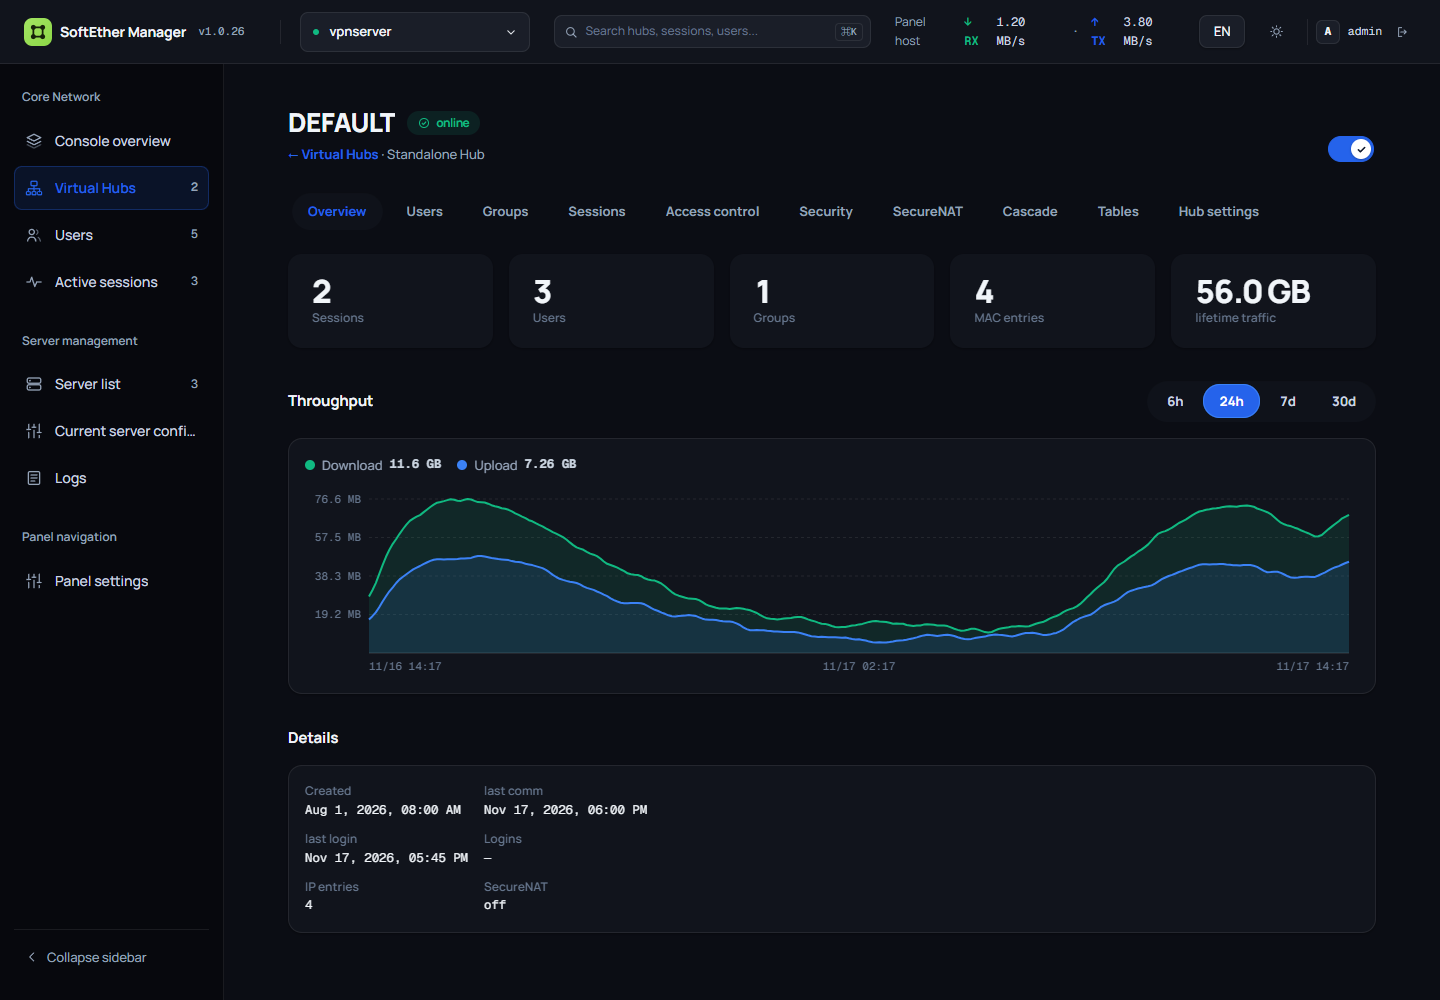 SoftEther Manager v1.0.26
vpnserver
Search hubs, sessions, users... ⌘K
Panel host
↓ 1.20
RX MB/s
·
↑ 3.80
TX MB/s
EN
A admin
Core Network
Console overview
Virtual Hubs 2
Users 5
Active sessions 3
Server management
Server list 3
Current server confi...
Logs
Panel navigation
Panel settings
Collapse sidebar
DEFAULT online
← Virtual Hubs · Standalone Hub
Overview Users Groups Sessions Access control Security SecureNAT Cascade Tables Hub settings
2
Sessions
3
Users
1
Groups
4
MAC entries
56.0 GB
lifetime traffic
Throughput
6h 24h 7d 30d
Download 11.6 GB Upload 7.26 GB
76.6 MB
57.5 MB
38.3 MB
19.2 MB
11/16 14:17 11/17 02:17 11/17 14:17
Details
Created
Aug 1, 2026, 08:00 AM
last comm
Nov 17, 2026, 06:00 PM
last login
Nov 17, 2026, 05:45 PM
Logins
—
IP entries
4
SecureNAT
off